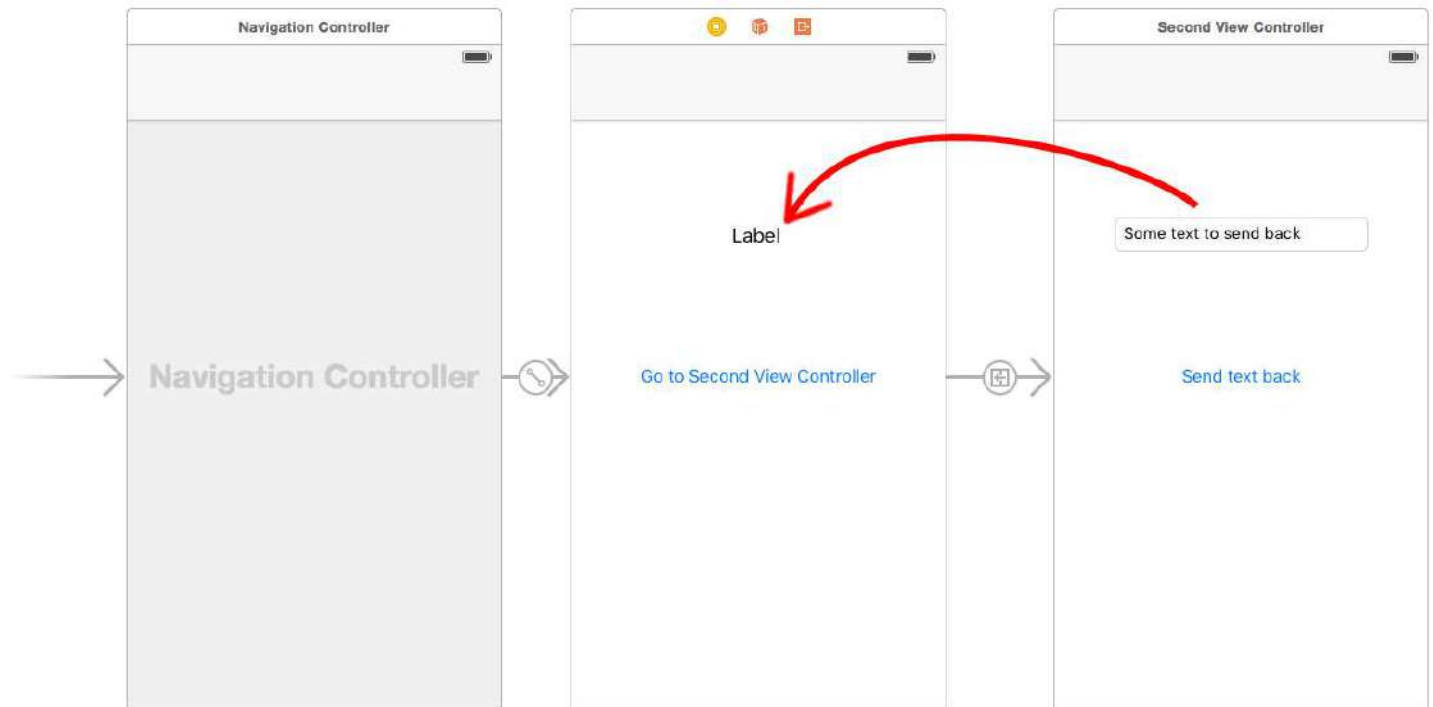 Navigation Controller
Second View Controller
Label
Some text to send back
Navigation Controller
Go to Second View Controller
Send text back